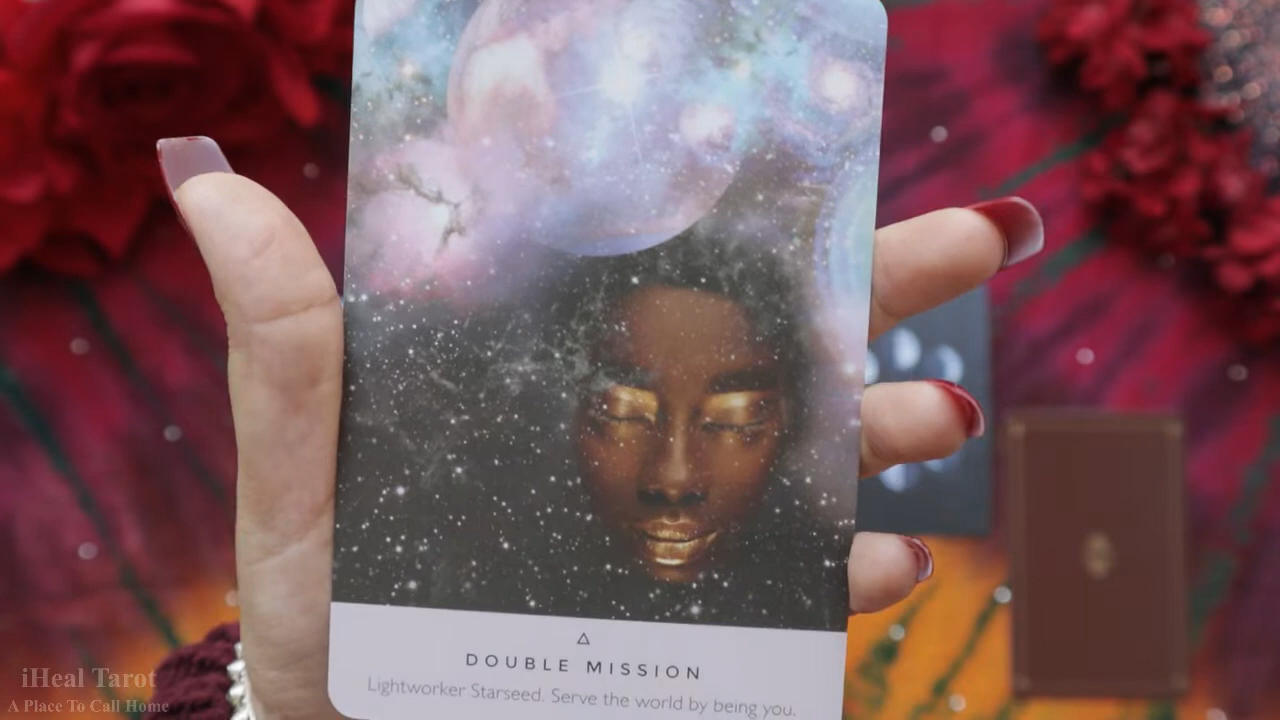 DOUBLE MISSION
Lightworker Starseed. Serve the world by being you.
iHeal Tarot
A Place To Call Home